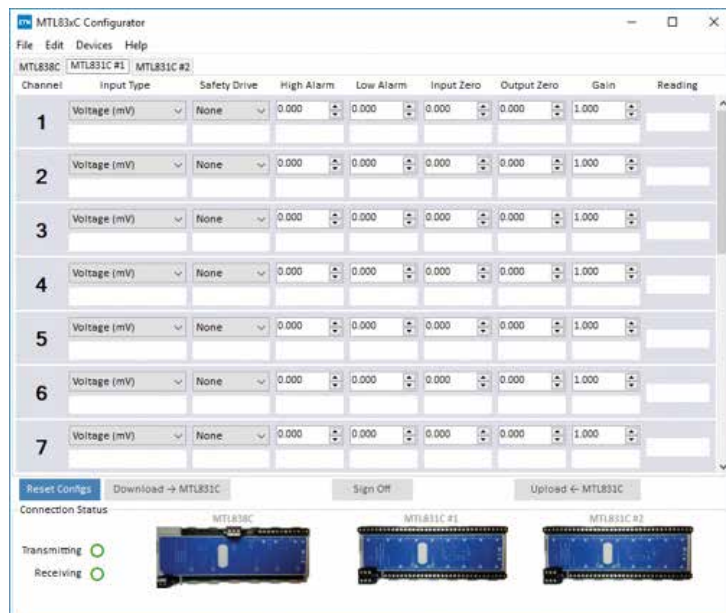 ETN MTL83xC Configurator
File Edit Devices Help
MTL838C MTL831C #1 MTL831C #2
Channel Input Type Safety Drive High Alarm Low Alarm Input Zero Output Zero Gain Reading
1 Voltage (mV) None 0.000 0.000 0.000 0.000 1.000
2 Voltage (mV) None 0.000 0.000 0.000 0.000 1.000
3 Voltage (mV) None 0.000 0.000 0.000 0.000 1.000
4 Voltage (mV) None 0.000 0.000 0.000 0.000 1.000
5 Voltage (mV) None 0.000 0.000 0.000 0.000 1.000
6 Voltage (mV) None 0.000 0.000 0.000 0.000 1.000
7 Voltage (mV) None 0.000 0.000 0.000 0.000 1.000
Reset Configs Download → MTL831C Sign Off Upload ← MTL831C
Connection Status
MTL838C MTL831C #1 MTL831C #2
Transmitting
Receiving